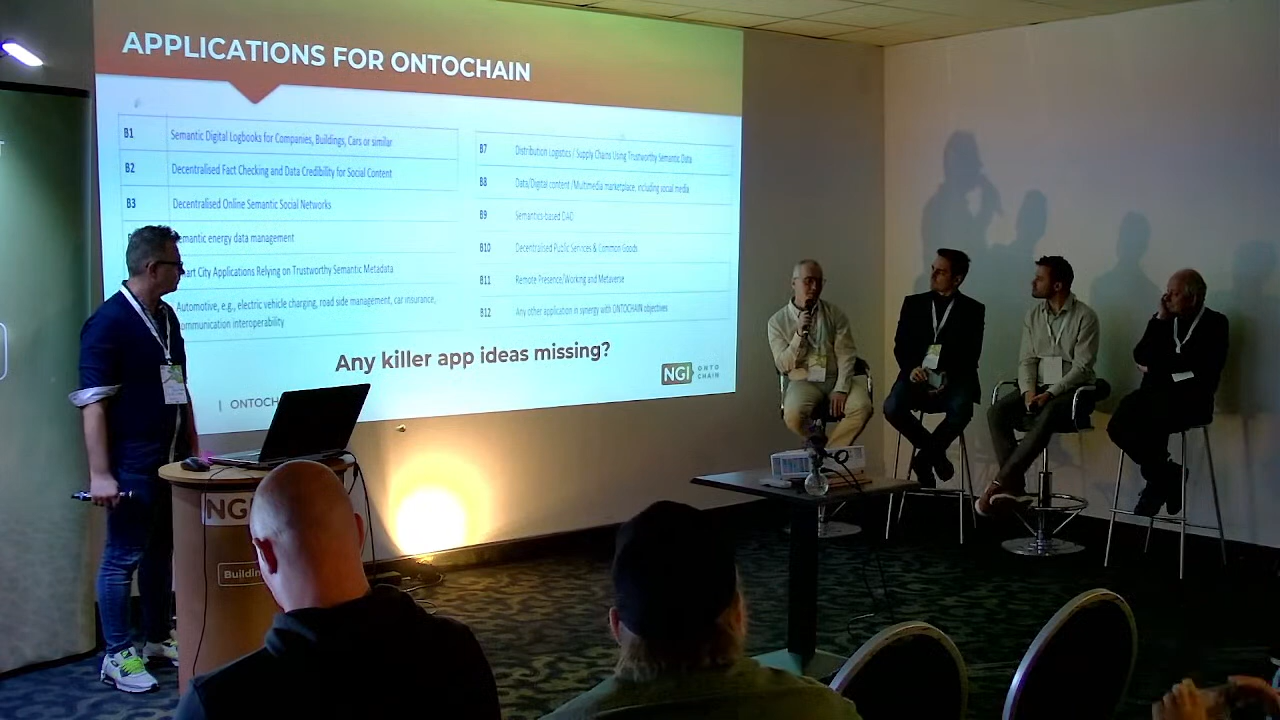 APPLICATIONS FOR ONTOCHAIN
B1 Semantic Digital Logbooks for Companies, Buildings, Cars or similar
B2 Decentralised Fact Checking and Data Credibility for Social Content
B3 Decentralised Online Semantic Social Networks
emantic energy data management
art City Applications Relying on Trustworthy Semantic Metadata
Automotive, e.g., electric vehicle charging, road side management, car insurance,
ommunication interoperability
B7 Distribution Logistics / Supply Chains Using Trustworthy Semantic Data
B8 Data/Digital content /Multimedia marketplace, including social media
B9 Semantics-based DAO
B10 Decentralised Public Services & Common Goods
B11 Remote Presence/Working and Metaverse
B12 Any other application in synergy with ONTOCHAIN objectives
Any killer app ideas missing?
NGI ONTO
CHAIN
| ONTOCH
NGI
Buildin
T